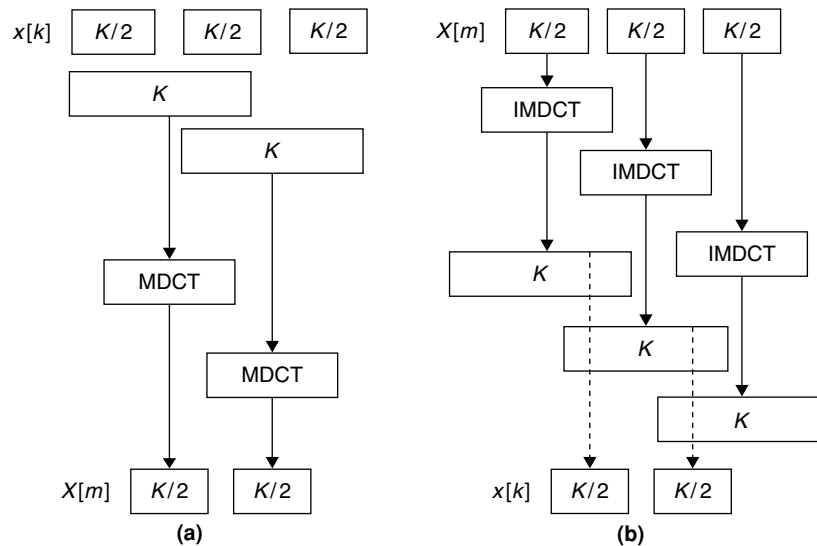 x[k] K/2 K/2 K/2
K
K
MDCT
MDCT
X[m] K/2 K/2
(a)
X[m] K/2 K/2 K/2
IMDCT
IMDCT
IMDCT
K
K
K
x[k] K/2 K/2
(b)